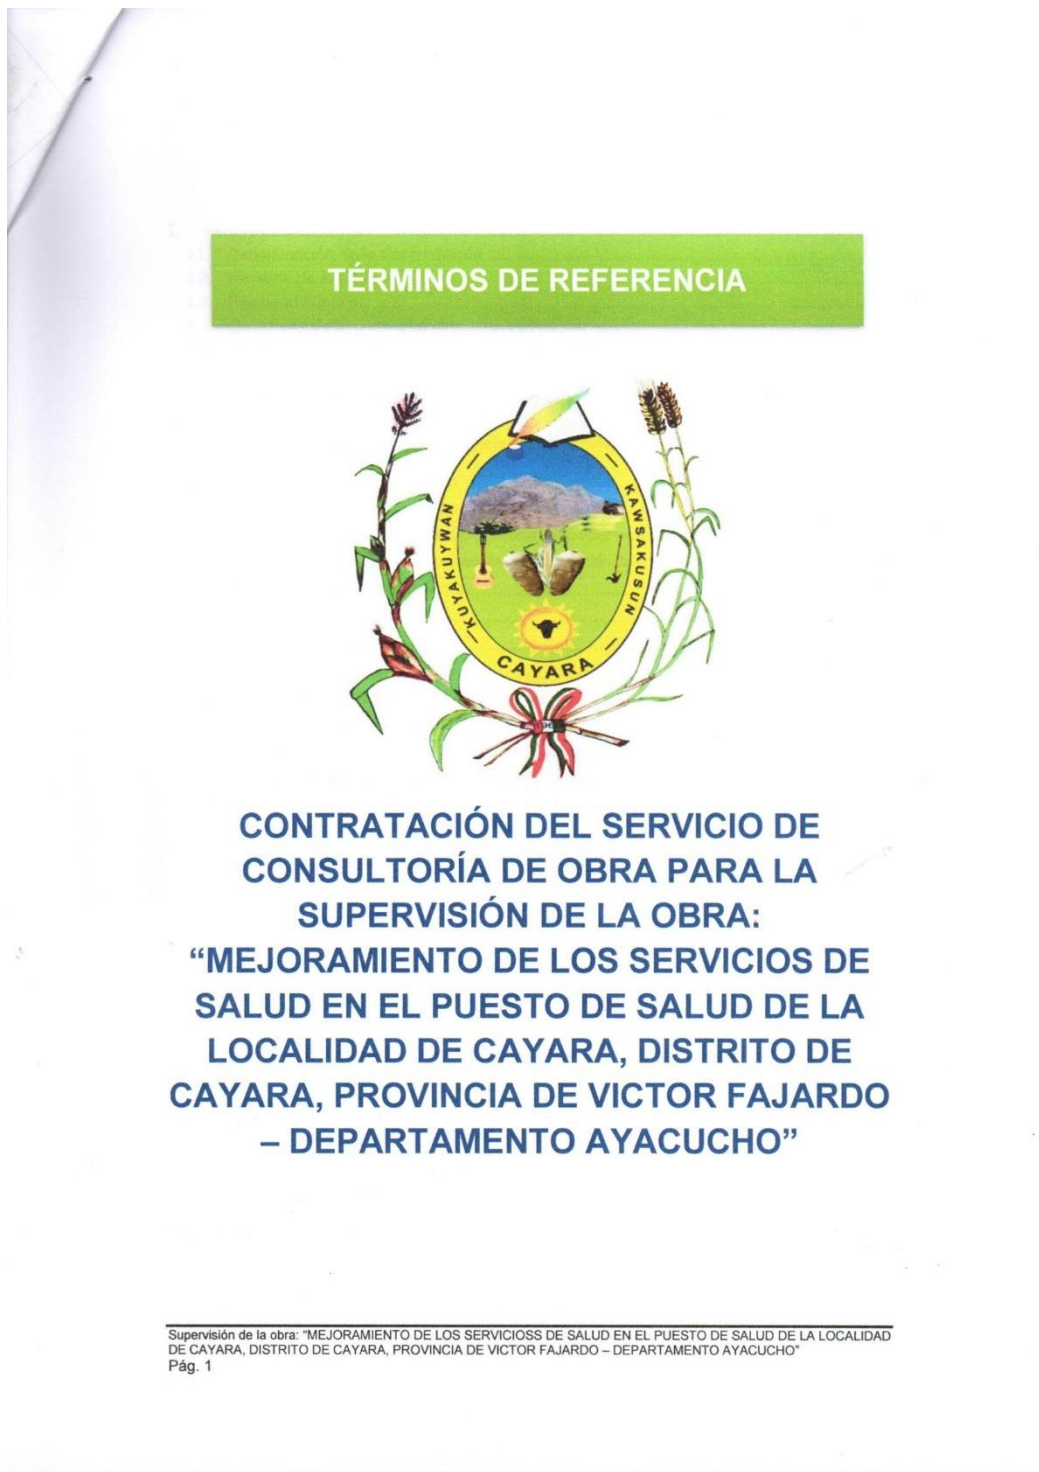 TÉRMINOS DE REFERENCIA
KUYAKUYWAN
KAWSAKUSUN
CAYARA
CONTRATACIÓN DEL SERVICIO DE
CONSULTORÍA DE OBRA PARA LA
SUPERVISIÓN DE LA OBRA:
“MEJORAMIENTO DE LOS SERVICIOS DE
SALUD EN EL PUESTO DE SALUD DE LA
LOCALIDAD DE CAYARA, DISTRITO DE
CAYARA, PROVINCIA DE VICTOR FAJARDO
– DEPARTAMENTO AYACUCHO”
Supervisión de la obra: “MEJORAMIENTO DE LOS SERVICIOSS DE SALUD EN EL PUESTO DE SALUD DE LA LOCALIDAD
DE CAYARA, DISTRITO DE CAYARA, PROVINCIA DE VICTOR FAJARDO – DEPARTAMENTO AYACUCHO”
Pág. 1